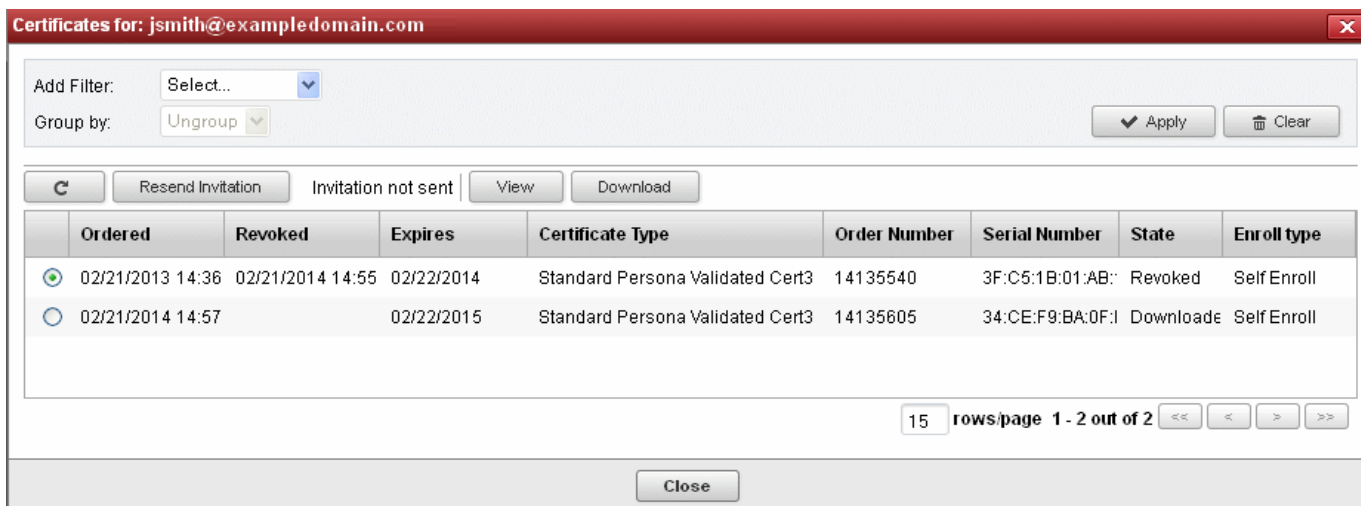 Certificates for: jsmith@exampledomain.com
Add Filter: Select...
Group by: Ungroup
Apply Clear
Resend Invitation Invitation not sent View Download
Ordered Revoked Expires Certificate Type Order Number Serial Number State Enroll type
02/21/2013 14:36 02/21/2014 14:55 02/22/2014 Standard Persona Validated Cert3 14135540 3F:C5:1B:01:AB: Revoked Self Enroll
02/21/2014 14:57 02/22/2015 Standard Persona Validated Cert3 14135605 34:CE:F9:BA:0F: Downloade Self Enroll
15 rows/page 1 - 2 out of 2 << < > >>
Close